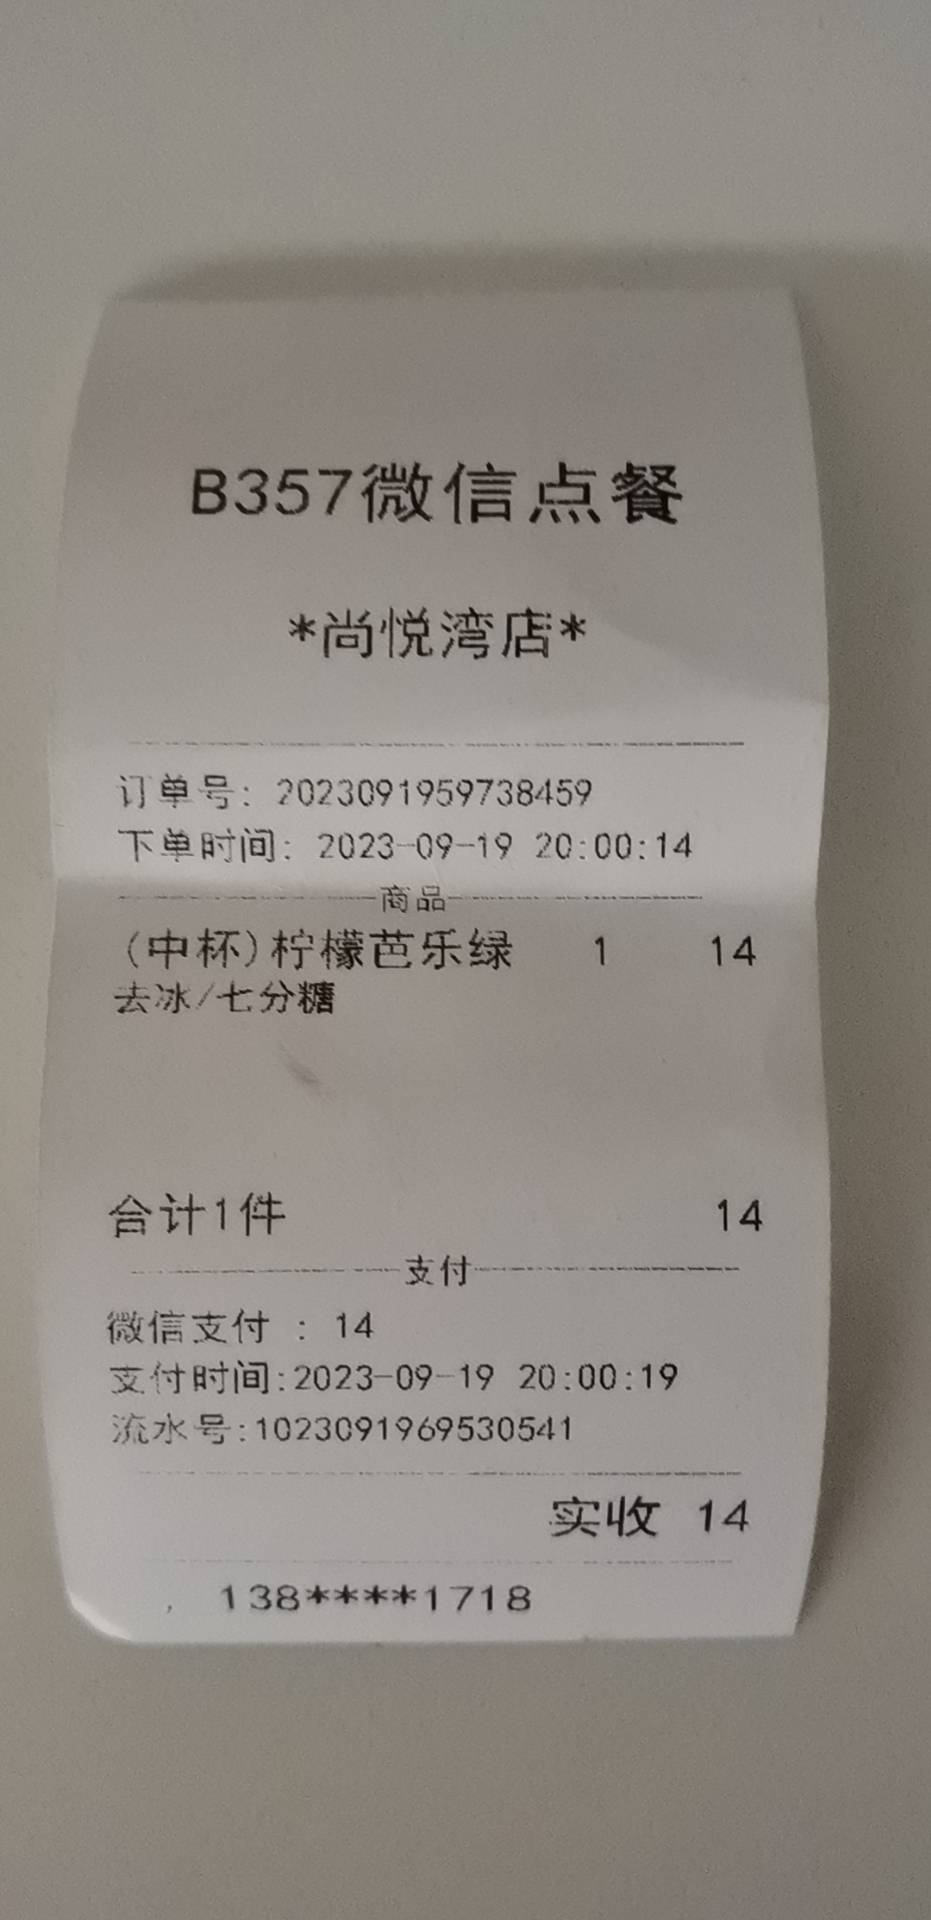 B357微信点餐
*尚悦湾店*
订单号: 2023091959738459
下单时间: 2023-09-19 20:00:14
商品
(中杯)柠檬芭乐绿 1 14
去冰/七分糖
合计1件 14
支付
微信支付 : 14
支付时间:2023-09-19 20:00:19
流水号:1023091969530541
实收 14
138****1718